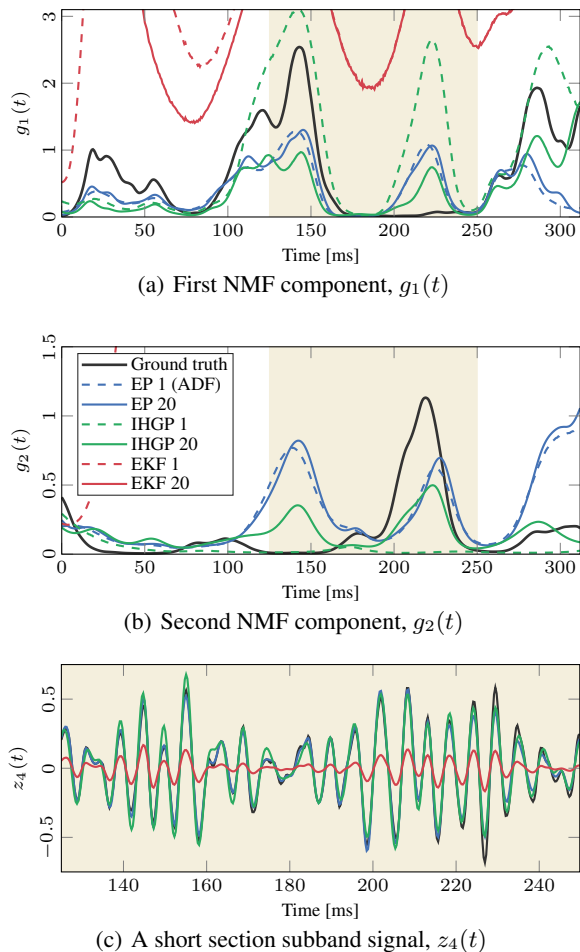 3
2
1
0
g₁(t)
0 50 100 150 200 250 300
Time [ms]
(a) First NMF component, g₁(t)
1.5
1
0.5
0
g₂(t)
Ground truth
EP 1 (ADF)
EP 20
IHGP 1
IHGP 20
EKF 1
EKF 20
0 50 100 150 200 250 300
Time [ms]
(b) Second NMF component, g₂(t)
0.5
0
−0.5
z₄(t)
140 160 180 200 220 240
Time [ms]
(c) A short section subband signal, z₄(t)